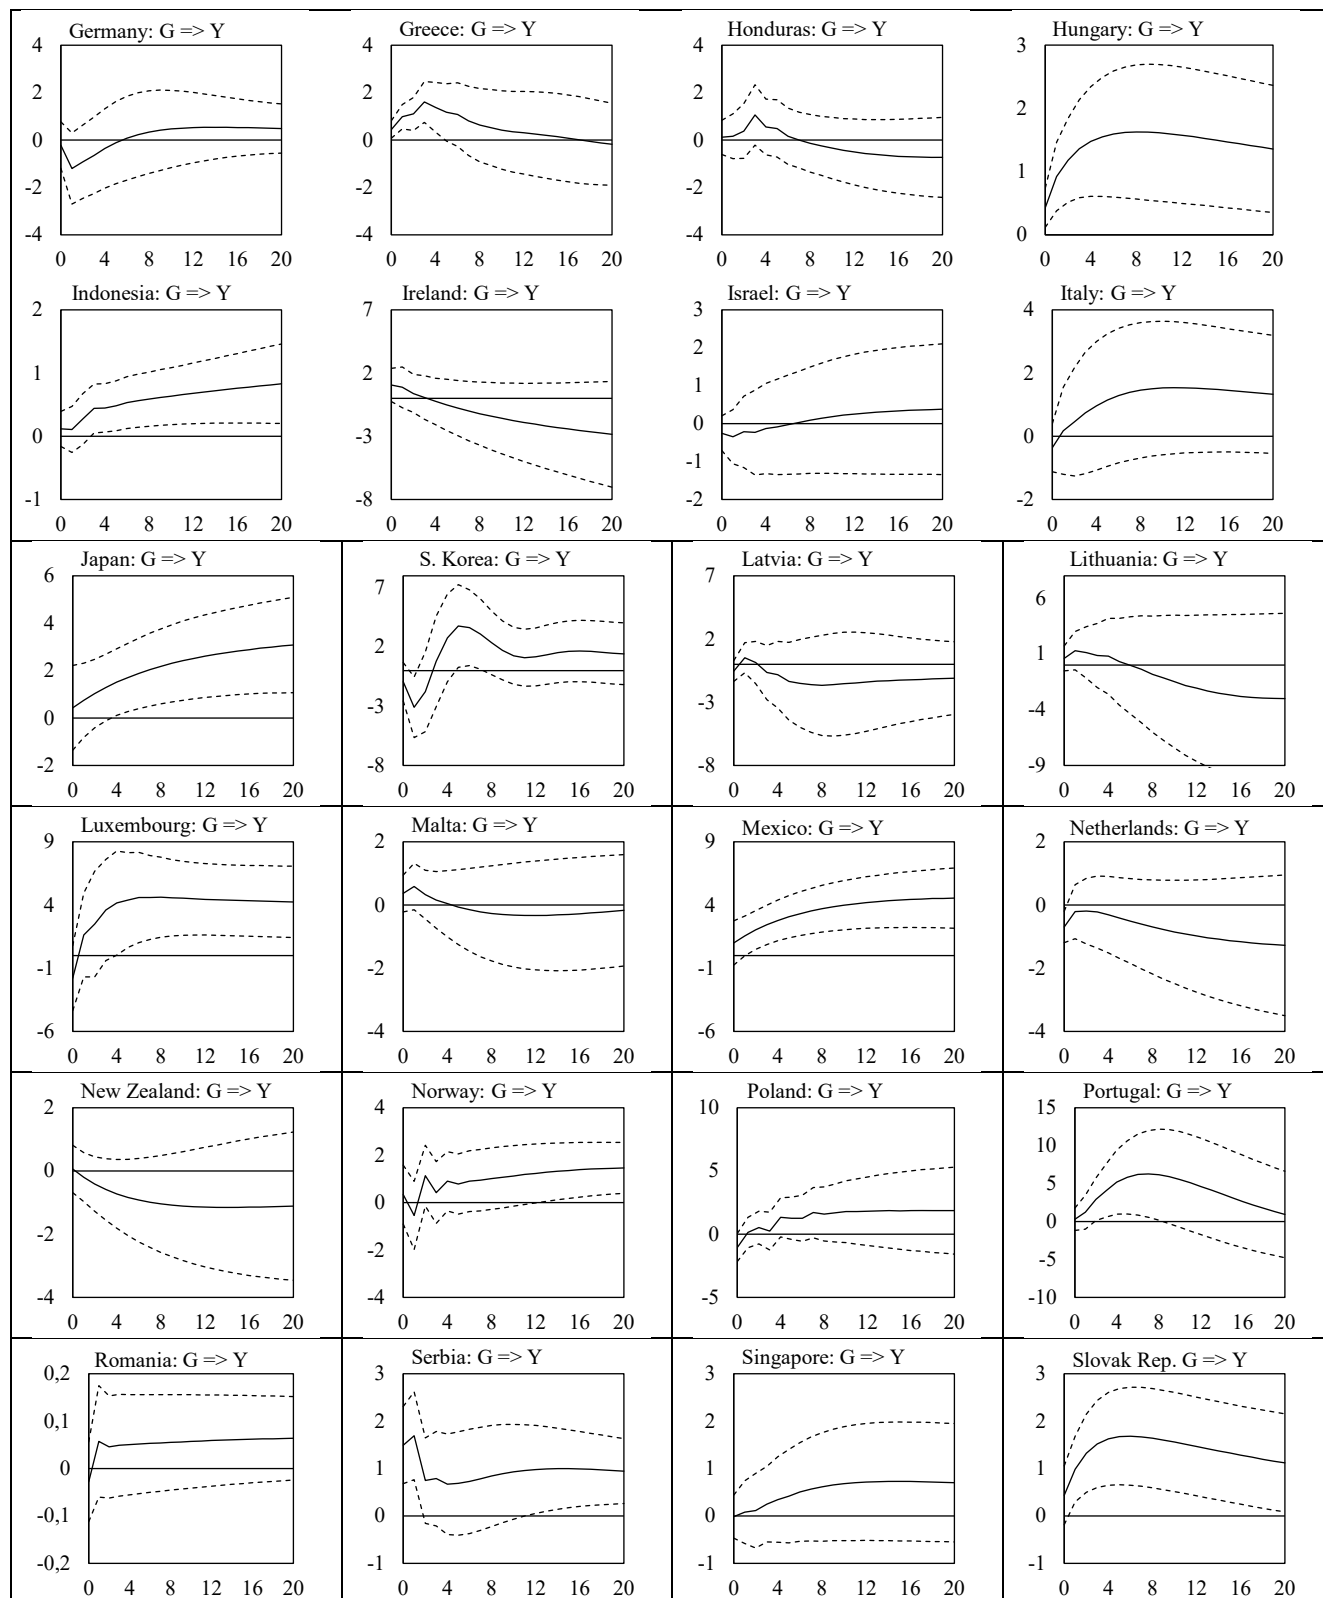 Germany: G => Y
4
2
0
-2
-4
0 4 8 12 16 20
Greece: G => Y
4
2
0
-2
-4
0 4 8 12 16 20
Honduras: G => Y
4
2
0
-2
-4
0 4 8 12 16 20
Hungary: G => Y
3
2
1
0
0 4 8 12 16 20
Indonesia: G => Y
2
1
0
-1
0 4 8 12 16 20
Ireland: G => Y
7
2
-3
-8
0 4 8 12 16 20
Israel: G => Y
3
2
1
0
-1
-2
0 4 8 12 16 20
Italy: G => Y
4
2
0
-2
0 4 8 12 16 20
Japan: G => Y
6
4
2
0
-2
0 4 8 12 16 20
S. Korea: G => Y
7
2
-3
-8
0 4 8 12 16 20
Latvia: G => Y
7
2
-3
-8
0 4 8 12 16 20
Lithuania: G => Y
6
1
-4
-9
0 4 8 12 16 20
Luxembourg: G => Y
9
4
-1
-6
0 4 8 12 16 20
Malta: G => Y
2
0
-2
-4
0 4 8 12 16 20
Mexico: G => Y
9
4
-1
-6
0 4 8 12 16 20
Netherlands: G => Y
2
0
-2
-4
0 4 8 12 16 20
New Zealand: G => Y
2
0
-2
-4
0 4 8 12 16 20
Norway: G => Y
4
2
0
-2
-4
0 4 8 12 16 20
Poland: G => Y
10
5
0
-5
0 4 8 12 16 20
Portugal: G => Y
15
10
5
0
-5
-10
0 4 8 12 16 20
Romania: G => Y
0,2
0,1
0
-0,1
-0,2
0 4 8 12 16 20
Serbia: G => Y
3
2
1
0
-1
0 4 8 12 16 20
Singapore: G => Y
3
2
1
0
-1
0 4 8 12 16 20
Slovak Rep. G => Y
3
2
1
0
-1
0 4 8 12 16 20